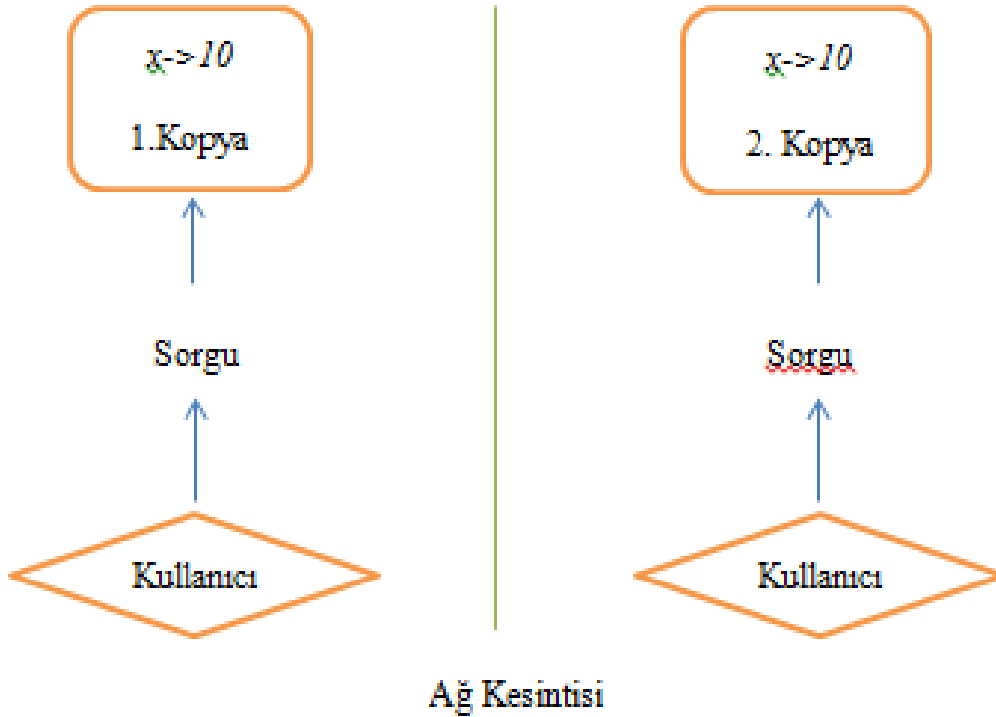 x->10
1.Kopya
Sorgu
Kullanıcı
x->10
2. Kopya
Sorgu
Kullanıcı
Ağ Kesintisi